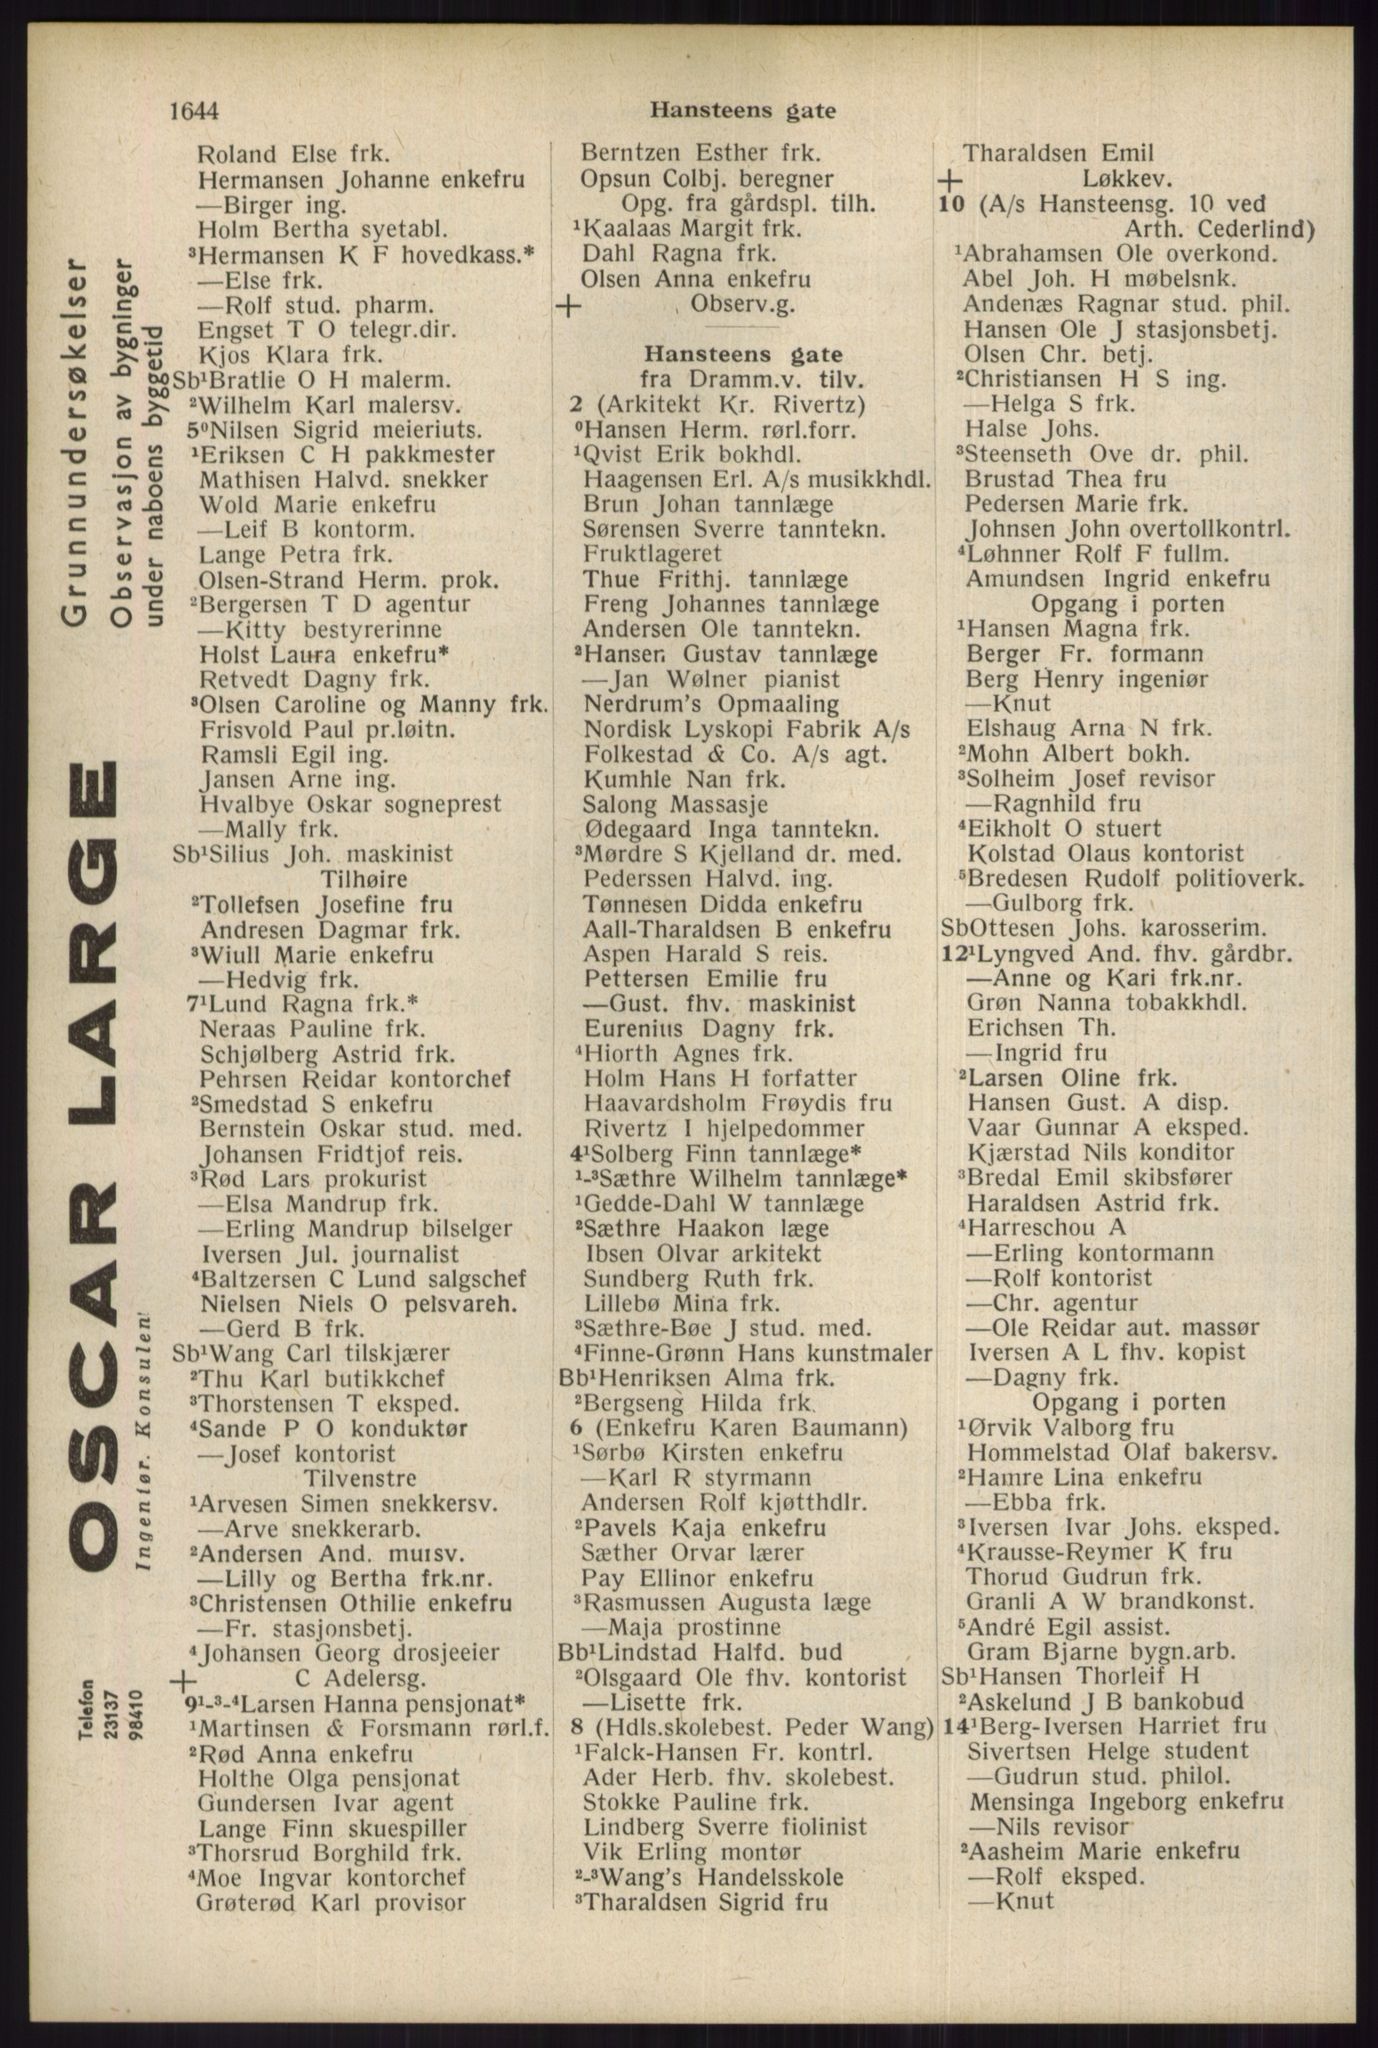 1644
Hansteens gate
Grunnundersøkelser
Observasjon av bygninger
under naboens byggetid
OSCAR LARGE
Ingeniør. Konsulent
Telefon
23137
98410
Roland Else frk.
Hermansen Johanne enkefru
—Birger ing.
Holm Bertha syetabl.
³Hermansen K F hovedkass.*
—Else frk.
—Rolf stud. pharm.
Engset T O telegr.dir.
Kjos Klara frk.
Sb¹Bratlie O H malerm.
²Wilhelm Karl malersv.
5⁰Nilsen Sigrid meieriuts.
¹Eriksen C H pakkmester
Mathisen Halvd. snekker
Wold Marie enkefru
—Leif B kontorm.
Lange Petra frk.
Olsen-Strand Herm. prok.
²Bergersen T D agentur
—Kitty bestyrerinne
Holst Laura enkefru*
Retvedt Dagny frk.
³Olsen Caroline og Manny frk.
Frisvold Paul pr.løitn.
Ramsli Egil ing.
Jansen Arne ing.
Hvalbye Oskar sogneprest
—Mally frk.
Sb¹Silius Joh. maskinist
Tilhøire
²Tollefsen Josefine fru
Andresen Dagmar frk.
³Wiull Marie enkefru
—Hedvig frk.
7¹Lund Ragna frk.*
Neraas Pauline frk.
Schjølberg Astrid frk.
Pehrsen Reidar kontorchef
²Smedstad S enkefru
Bernstein Oskar stud. med.
Johansen Fridtjof reis.
³Rød Lars prokurist
—Elsa Mandrup frk.
—Erling Mandrup bilselger
Iversen Jul. journalist
⁴Baltzersen C Lund salgschef
Nielsen Niels O pelsvareh.
—Gerd B frk.
Sb¹Wang Carl tilskjærer
²Thu Karl butikkchef
³Thorstensen T eksped.
⁴Sande P O konduktør
—Josef kontorist
Tilvenstre
¹Arvesen Simen snekkersv.
—Arve snekkerarb.
²Andersen And. mursv.
—Lilly og Bertha frk.nr.
³Christensen Othilie enkefru
—Fr. stasjonsbetj.
⁴Johansen Georg drosjeeier
+ C Adelersg.
9¹-³-⁴Larsen Hanna pensjonat*
¹Martinsen & Forsmann rørl.f.
²Rød Anna enkefru
Holthe Olga pensjonat
Gundersen Ivar agent
Lange Finn skuespiller
³Thorsrud Borghild frk.
⁴Moe Ingvar kontorchef
Grøterød Karl provisor
Berntzen Esther frk.
Opsun Colbj. beregner
Opg. fra gårdspl. tilh.
¹Kaalaas Margit frk.
Dahl Ragna frk.
Olsen Anna enkefru
+ Observ.g.
Hansteens gate
fra Dramm.v. tilv.
2 (Arkitekt Kr. Rivertz)
⁰Hansen Herm. rørl.forr.
¹Qvist Erik bokhdl.
Haagensen Erl. A/s musikkhdl.
Brun Johan tannlæge
Sørensen Sverre tanntekn.
Fruktlageret
Thue Frithj. tannlæge
Freng Johannes tannlæge
Andersen Ole tanntekn.
²Hansen Gustav tannlæge
—Jan Wølner pianist
Nerdrum's Opmaaling
Nordisk Lyskopi Fabrik A/s
Folkestad & Co. A/s agt.
Kumhle Nan frk.
Salong Massasje
Ødegaard Inga tanntekn.
³Mørdre S Kjelland dr. med.
Pederssen Halvd. ing.
Tønnesen Didda enkefru
Aall-Tharaldsen B enkefru
Aspen Harald S reis.
Pettersen Emilie fru
—Gust. fhv. maskinist
Eurenius Dagny frk.
⁴Hiorth Agnes frk.
Holm Hans H forfatter
Haavardsholm Frøydis fru
Rivertz I hjelpedommer
4¹Solberg Finn tannlæge*
¹-³Sæthre Wilhelm tannlæge*
¹Gedde-Dahl W tannlæge
²Sæthre Haakon læge
Ibsen Olvar arkitekt
Sundberg Ruth frk.
Lillebø Mina frk.
³Sæthre-Bøe J stud. med.
⁴Finne-Grønn Hans kunstmaler
Bb¹Henriksen Alma frk.
²Bergseng Hilda frk.
6 (Enkefru Karen Baumann)
¹Sørbø Kirsten enkefru
—Karl R styrmann
Andersen Rolf kjøtthdlr.
²Pavels Kaja enkefru
Sæther Orvar lærer
Pay Ellinor enkefru
³Rasmussen Augusta læge
—Maja prostinne
Bb¹Lindstad Halfd. bud
²Olsgaard Ole fhv. kontorist
—Lisette frk.
8 (Hdls.skolebest. Peder Wang)
¹Falck-Hansen Fr. kontrl.
Ader Herb. fhv. skolebest.
Stokke Pauline frk.
Lindberg Sverre fiolinist
Vik Erling montør
²-³Wang's Handelsskole
³Tharaldsen Sigrid fru
Tharaldsen Emil
+ Løkkev.
10 (A/s Hansteensg. 10 ved
Arth. Cederlind)
¹Abrahamsen Ole overkond.
Abel Joh. H møbelsnk.
Andenæs Ragnar stud. phil.
Hansen Ole J stasjonsbetj.
Olsen Chr. betj.
²Christiansen H S ing.
—Helga S frk.
Halse Johs.
³Steenseth Ove dr. phil.
Brustad Thea fru
Pedersen Marie frk.
Johnsen John overtollkontrl.
⁴Løhnner Rolf F fullm.
Amundsen Ingrid enkefru
Opgang i porten
¹Hansen Magna frk.
Berger Fr. formann
Berg Henry ingeniør
—Knut
Elshaug Arna N frk.
²Mohn Albert bokh.
³Solheim Josef revisor
—Ragnhild fru
⁴Eikholt O stuert
Kolstad Olaus kontorist
⁵Bredesen Rudolf politioverk.
—Gulborg frk.
SbOttesen Johs. karosserim.
12¹Lyngved And. fhv. gårdbr.
—Anne og Kari frk.nr.
Grøn Nanna tobakkhdl.
Erichsen Th.
—Ingrid fru
²Larsen Oline frk.
Hansen Gust. A disp.
Vaar Gunnar A eksped.
Kjærstad Nils konditor
³Bredal Emil skibsfører
Haraldsen Astrid frk.
⁴Harreschou A
—Erling kontormann
—Rolf kontorist
—Chr. agentur
—Ole Reidar aut. massør
Iversen A L fhv. kopist
—Dagny frk.
Opgang i porten
¹Ørvik Valborg fru
Hommelstad Olaf bakersv.
²Hamre Lina enkefru
—Ebba frk.
³Iversen Ivar Johs. eksped.
⁴Krausse-Reymer K fru
Thorud Gudrun frk.
Granli A W brandkonst.
⁵André Egil assist.
Gram Bjarne bygn.arb.
Sb¹Hansen Thorleif H
²Askelund J B bankobud
14¹Berg-Iversen Harriet fru
Sivertsen Helge student
—Gudrun stud. philol.
Mensinga Ingeborg enkefru
—Nils revisor
²Aasheim Marie enkefru
—Rolf eksped.
—Knut